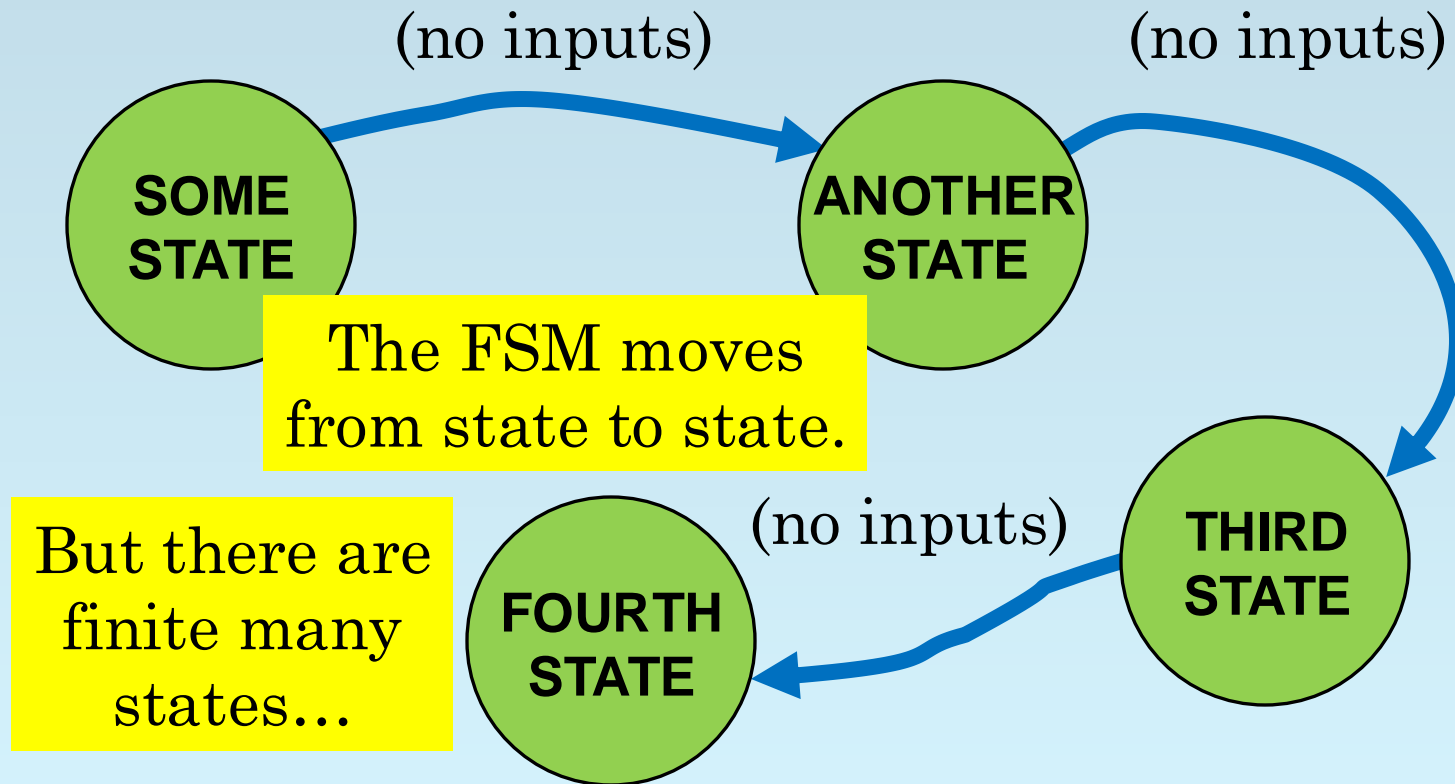 (no inputs)
(no inputs)
SOME
STATE
ANOTHER
STATE
The FSM moves
from state to state.
(no inputs)
THIRD
STATE
But there are
finite many
states…
FOURTH
STATE